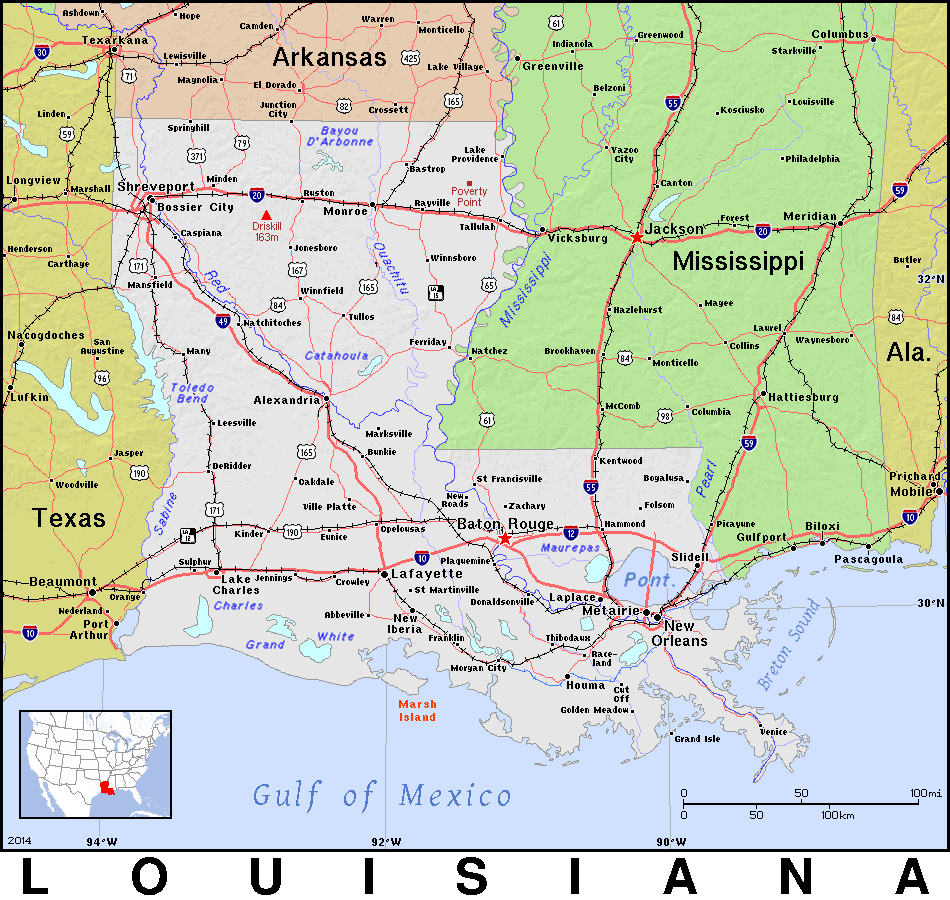 Ashdown
Hope
Camden
Warren
Monticello
61
Greenwood
Columbus
Texarkana
30
Lewisville
Arkansas
425
Lake Village
Indianola
Greenville
Starkville
71
Magnolia
El Dorado
Belzoni
Linden
Junction
City
82
Crossett
165
55
Kosciusko
Louisville
59
Springhill
79
Bayou
D'Arbonne
371
Lake
Providence
Yazoo
City
Philadelphia
Longview
Marshall
Shreveport
Minden
Bastrop
Canton
59
Bossier City
20
Ruston
Monroe
Rayville
Poverty
Point
Driskill
163m
Tallulah
Vicksburg
Jackson
Forest
20
Meridian
Henderson
Caspiana
Jonesboro
Mississippi
Carthage
171
Red
167
Ouachita
Winnsboro
Butler
Mansfield
165
LA
15
65
Mississippi
32°N
84
Winnfield
Tullos
Hazlehurst
Magee
84
Nacogdoches
49
Natchitoches
Laurel
Waynesboro
San
Augustine
Many
Catahoula
Ferriday
Natchez
Brookhaven
84
Monticello
Collins
Ala.
96
Lufkin
Toledo
Bend
Alexandria
Hattiesburg
Leesville
61
McComb
98
Columbia
Marksville
59
Jasper
190
DeRidder
165
Bunkie
Kentwood
Woodville
Oakdale
St Francisville
55
Bogalusa
Pearl
Prichard
Mobile
Texas
Sabine
171
Ville Platte
New
Roads
Zachary
Folsom
10
LA
12
Kinder
190
Eunice
Opelousas
Baton Rouge
12
Hammond
Picayune
Gulfport
Biloxi
Maurepas
Slidell
Pascagoula
Beaumont
Sulphur
Lake
Charles
Jennings
Crowley
10
Lafayette
Plaquemine
Pont.
Orange
St Martinville
Donaldsonville
Laplace
Metairie
30°N
Nederland
Port
Arthur
Charles
Abbeville
New
Iberia
New
Orleans
10
Grand
White
Franklin
Thibodaux
Race-
land
Breton Sound
Morgan City
Houma
Cut
Off
Marsh
Island
Golden Meadow
Grand Isle
Venice
Gulf of Mexico
0 50 100mi
0 50 100km
2014
94°W
92°W
90°W
LOUISIANA